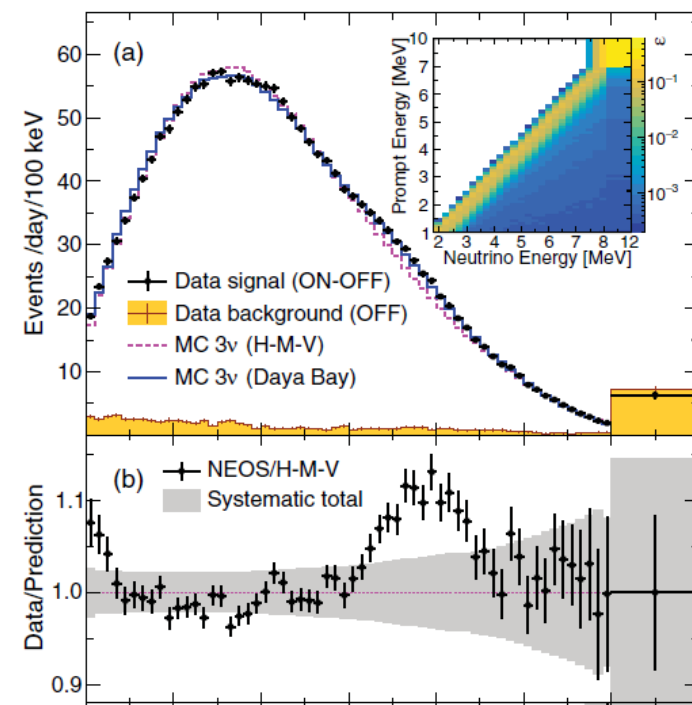 (a)
Events /day/100 keV
60
50
40
30
20
10
Data signal (ON-OFF)
Data background (OFF)
MC 3ν (H-M-V)
MC 3ν (Daya Bay)
Prompt Energy [MeV]
10
9
8
7
6
5
4
3
2
1
2 3 4 5 6 7 8 12
Neutrino Energy [MeV]
ε
10⁻¹
10⁻²
10⁻³
(b)
NEOS/H-M-V
Systematic total
Data/Prediction
1.1
1.0
0.9